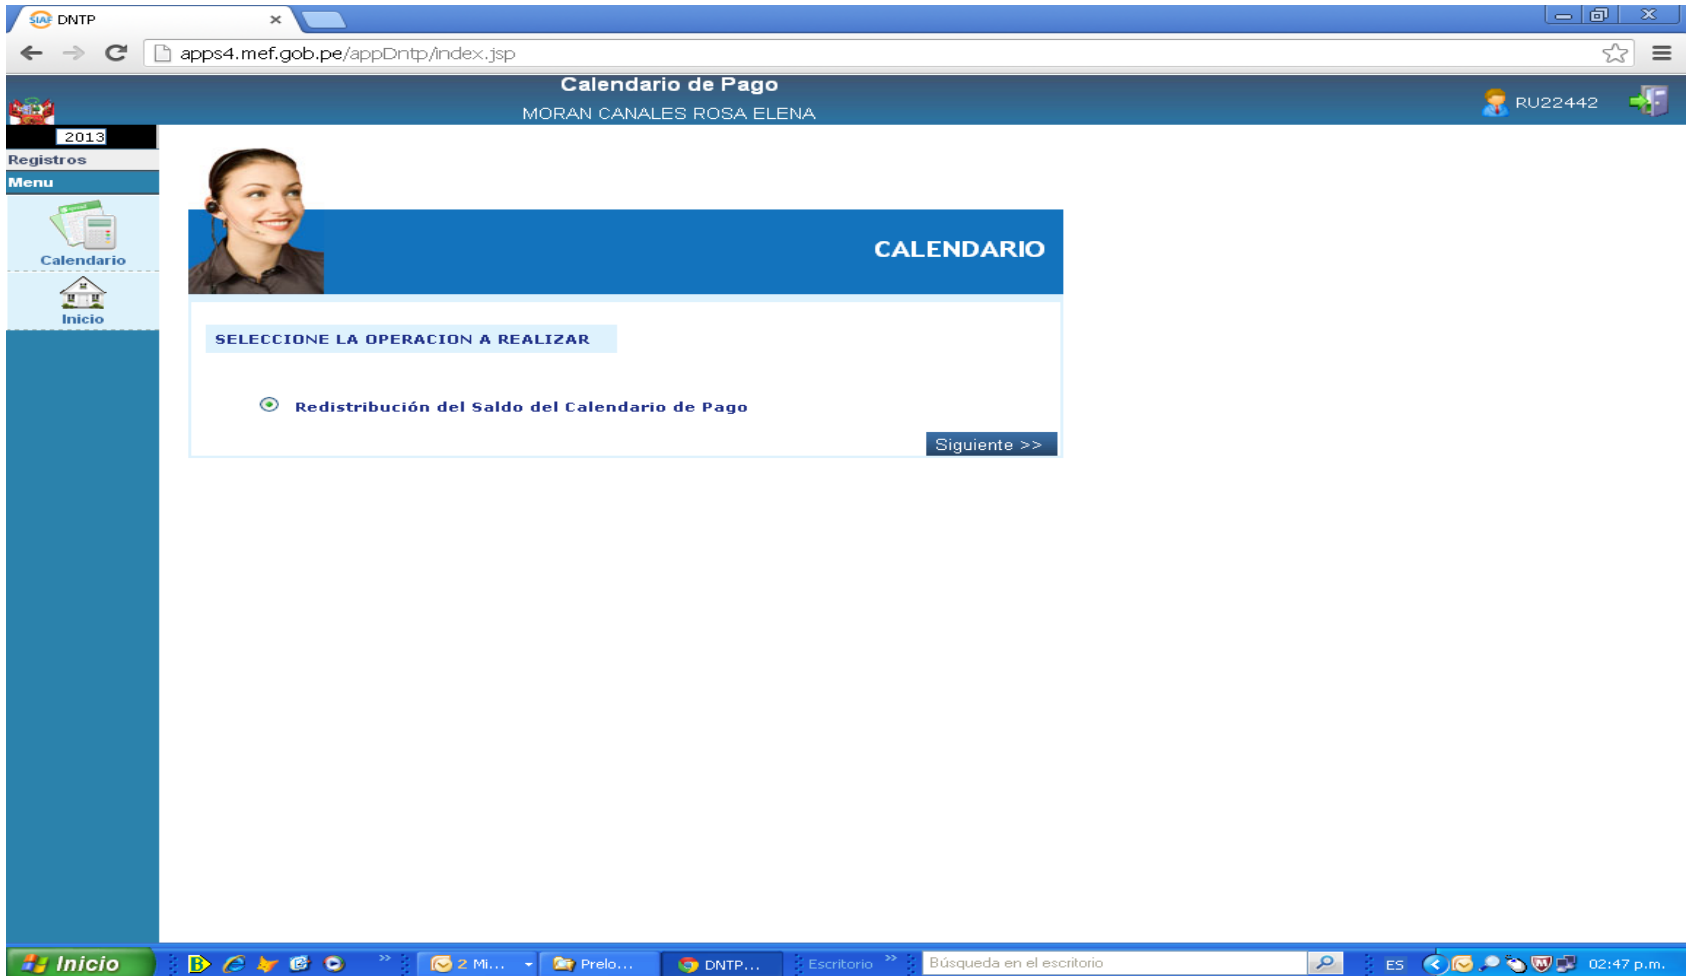 SIAF DNTP
apps4.mef.gob.pe/appDntp/index.jsp
Calendario de Pago
MORAN CANALES ROSA ELENA
RU22442
2013
Registros
Menu
Calendario
Inicio
CALENDARIO
SELECCIONE LA OPERACION A REALIZAR
Redistribución del Saldo del Calendario de Pago
Siguiente >>
Inicio
2 Mi...
Prelo...
DNTP...
Escritorio
Búsqueda en el escritorio
ES
02:47 p.m.